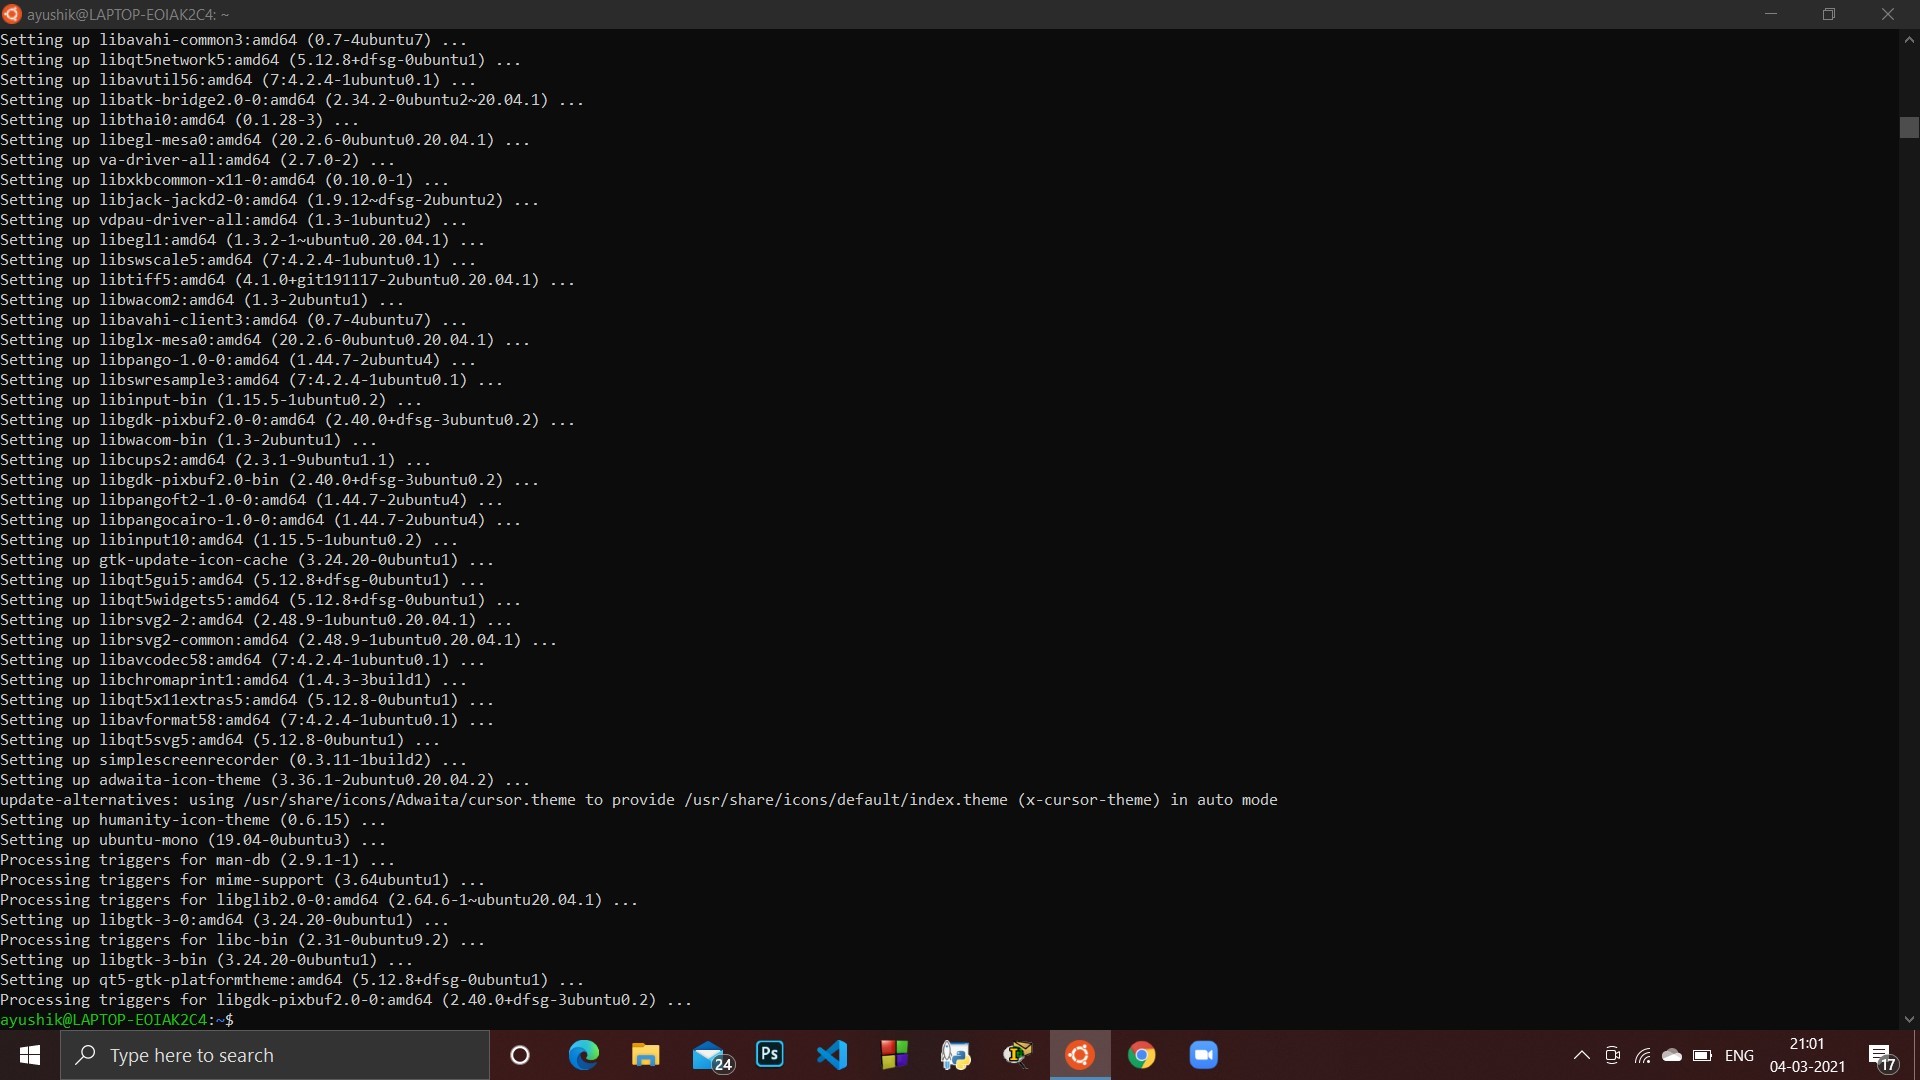 ayushik@LAPTOP-EOIAK2C4: ~
Setting up libavahi-common3:amd64 (0.7-4ubuntu7) ...
Setting up libqt5network5:amd64 (5.12.8+dfsg-0ubuntu1) ...
Setting up libavutil56:amd64 (7:4.2.4-1ubuntu0.1) ...
Setting up libatk-bridge2.0-0:amd64 (2.34.2-0ubuntu2~20.04.1) ...
Setting up libthai0:amd64 (0.1.28-3) ...
Setting up libegl-mesa0:amd64 (20.2.6-0ubuntu0.20.04.1) ...
Setting up va-driver-all:amd64 (2.7.0-2) ...
Setting up libxkbcommon-x11-0:amd64 (0.10.0-1) ...
Setting up libjack-jackd2-0:amd64 (1.9.12~dfsg-2ubuntu2) ...
Setting up vdpau-driver-all:amd64 (1.3-1ubuntu2) ...
Setting up libegl1:amd64 (1.3.2-1~ubuntu0.20.04.1) ...
Setting up libswscale5:amd64 (7:4.2.4-1ubuntu0.1) ...
Setting up libtiff5:amd64 (4.1.0+git191117-2ubuntu0.20.04.1) ...
Setting up libwacom2:amd64 (1.3-2ubuntu1) ...
Setting up libavahi-client3:amd64 (0.7-4ubuntu7) ...
Setting up libglx-mesa0:amd64 (20.2.6-0ubuntu0.20.04.1) ...
Setting up libpango-1.0-0:amd64 (1.44.7-2ubuntu4) ...
Setting up libswresample3:amd64 (7:4.2.4-1ubuntu0.1) ...
Setting up libinput-bin (1.15.5-1ubuntu0.2) ...
Setting up libgdk-pixbuf2.0-0:amd64 (2.40.0+dfsg-3ubuntu0.2) ...
Setting up libwacom-bin (1.3-2ubuntu1) ...
Setting up libcups2:amd64 (2.3.1-9ubuntu1.1) ...
Setting up libgdk-pixbuf2.0-bin (2.40.0+dfsg-3ubuntu0.2) ...
Setting up libpangoft2-1.0-0:amd64 (1.44.7-2ubuntu4) ...
Setting up libpangocairo-1.0-0:amd64 (1.44.7-2ubuntu4) ...
Setting up libinput10:amd64 (1.15.5-1ubuntu0.2) ...
Setting up gtk-update-icon-cache (3.24.20-0ubuntu1) ...
Setting up libqt5gui5:amd64 (5.12.8+dfsg-0ubuntu1) ...
Setting up libqt5widgets5:amd64 (5.12.8+dfsg-0ubuntu1) ...
Setting up librsvg2-2:amd64 (2.48.9-1ubuntu0.20.04.1) ...
Setting up librsvg2-common:amd64 (2.48.9-1ubuntu0.20.04.1) ...
Setting up libavcodec58:amd64 (7:4.2.4-1ubuntu0.1) ...
Setting up libchromaprint1:amd64 (1.4.3-3build1) ...
Setting up libqt5x11extras5:amd64 (5.12.8-0ubuntu1) ...
Setting up libavformat58:amd64 (7:4.2.4-1ubuntu0.1) ...
Setting up libqt5svg5:amd64 (5.12.8-0ubuntu1) ...
Setting up simplescreenrecorder (0.3.11-1build2) ...
Setting up adwaita-icon-theme (3.36.1-2ubuntu0.20.04.2) ...
update-alternatives: using /usr/share/icons/Adwaita/cursor.theme to provide /usr/share/icons/default/index.theme (x-cursor-theme) in auto mode
Setting up humanity-icon-theme (0.6.15) ...
Setting up ubuntu-mono (19.04-0ubuntu3) ...
Processing triggers for man-db (2.9.1-1) ...
Processing triggers for mime-support (3.64ubuntu1) ...
Processing triggers for libglib2.0-0:amd64 (2.64.6-1~ubuntu20.04.1) ...
Setting up libgtk-3-0:amd64 (3.24.20-0ubuntu1) ...
Processing triggers for libc-bin (2.31-0ubuntu9.2) ...
Setting up libgtk-3-bin (3.24.20-0ubuntu1) ...
Setting up qt5-gtk-platformtheme:amd64 (5.12.8+dfsg-0ubuntu1) ...
Processing triggers for libgdk-pixbuf2.0-0:amd64 (2.40.0+dfsg-3ubuntu0.2) ...
ayushik@LAPTOP-EOIAK2C4:~$
Type here to search
24
Ps
ENG
21:01
04-03-2021
17